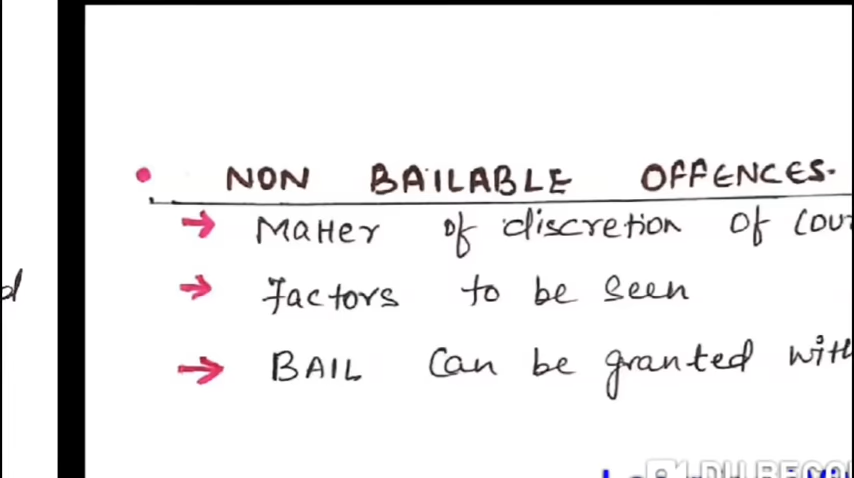 NON BAILABLE OFFENCES.
→ Matter of discretion of
d
→ Factors to be seen
→ BAIL Can be granted